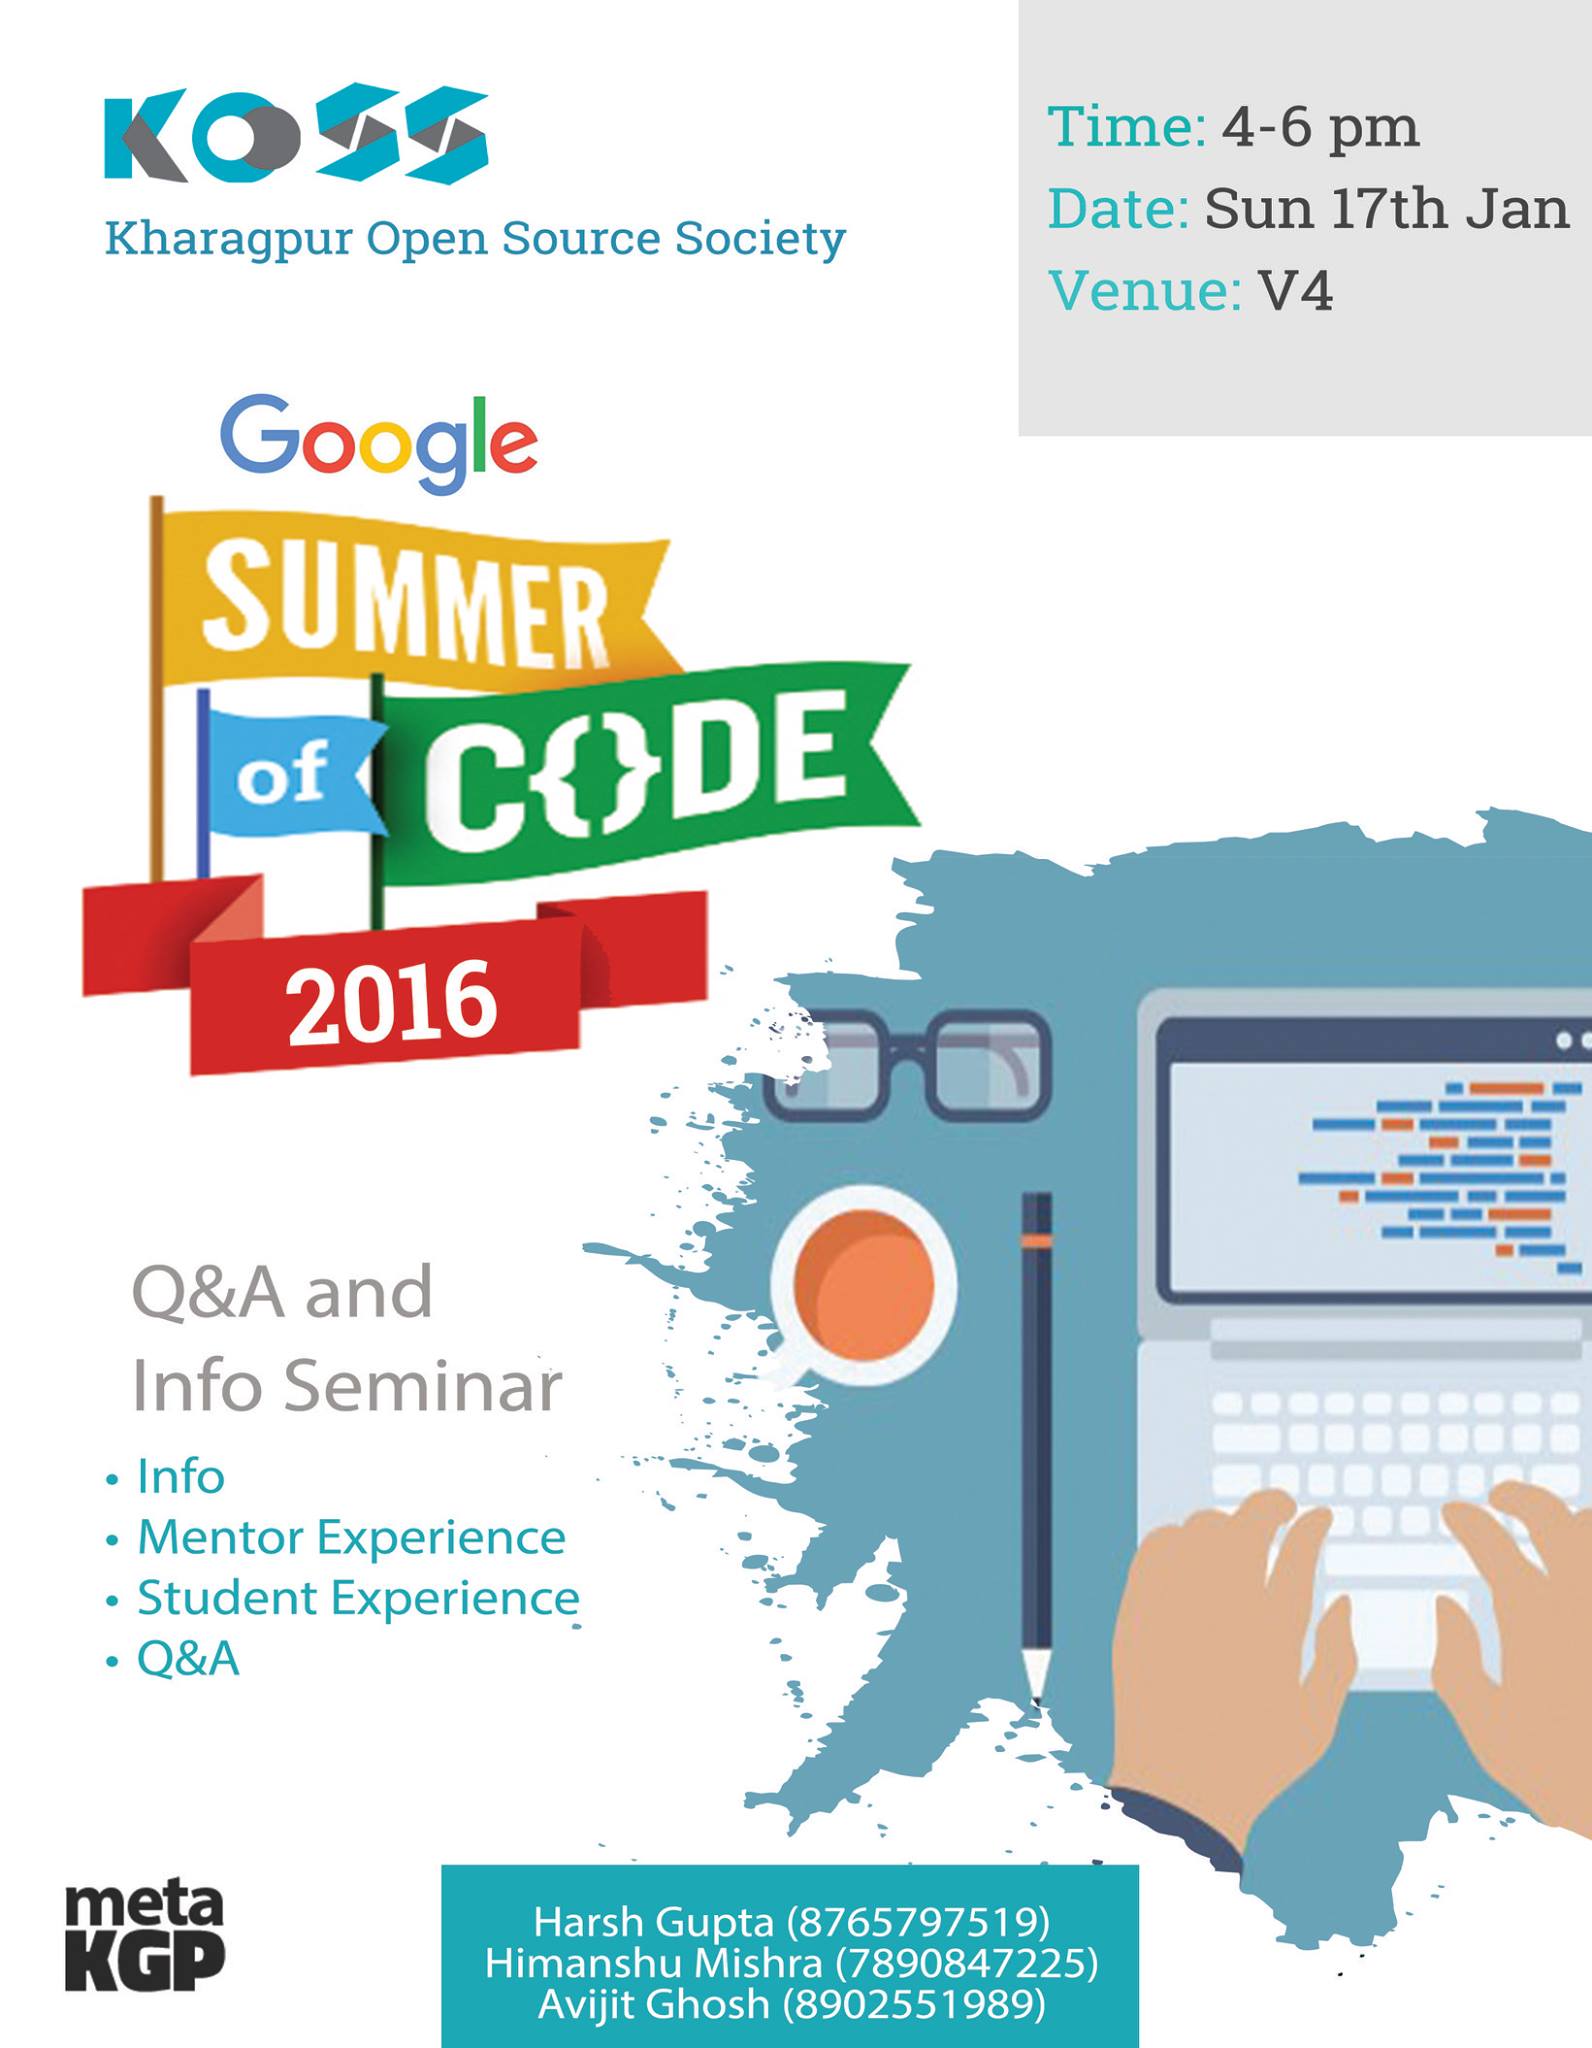 KOSS
Kharagpur Open Source Society
Time: 4-6 pm
Date: Sun 17th Jan
Venue: V4
Google
SUMMER
of CODE
2016
Q&A and
Info Seminar
• Info
• Mentor Experience
• Student Experience
• Q&A
meta
KGP
Harsh Gupta (8765797519)
Himanshu Mishra (7890847225)
Avijit Ghosh (8902551989)